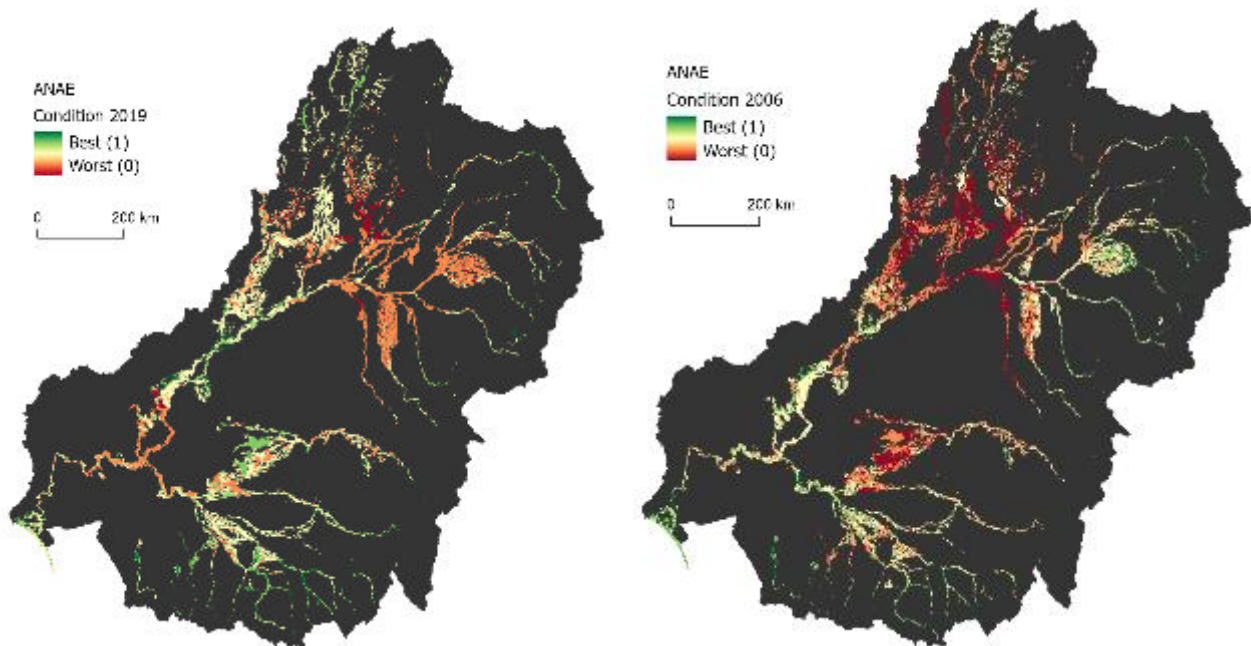 ANAE
Condition 2019
Best (1)
Worst (0)
0 200 km
ANAE
Condition 2006
Best (1)
Worst (0)
0 200 km